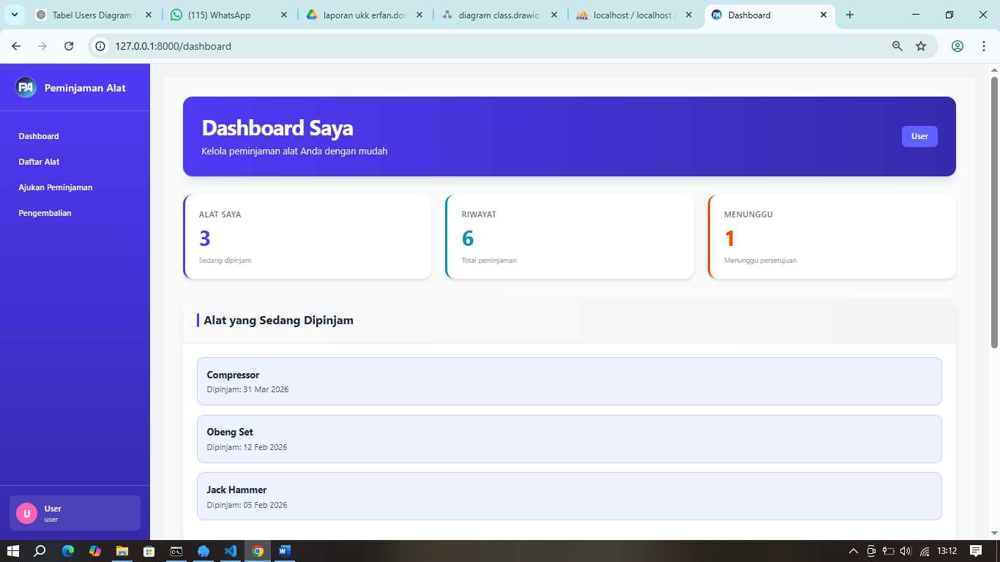 Tabel Users Diagram
(115) WhatsApp
laporan ukk erfan.doc
diagram class.drawio
localhost / localhost /
Dashboard
127.0.0.1:8000/dashboard
PA
Peminjaman Alat
Dashboard
Daftar Alat
Ajukan Peminjaman
Pengembalian
Dashboard Saya
Kelola peminjaman alat Anda dengan mudah
User
ALAT SAYA
3
Sedang dipinjam
RIWAYAT
6
Total peminjaman
MENUNGGU
1
Menunggu persetujuan
Alat yang Sedang Dipinjam
Compressor
Dipinjam: 31 Mar 2026
Obeng Set
Dipinjam: 12 Feb 2026
Jack Hammer
Dipinjam: 05 Feb 2026
U
User
user
13:12